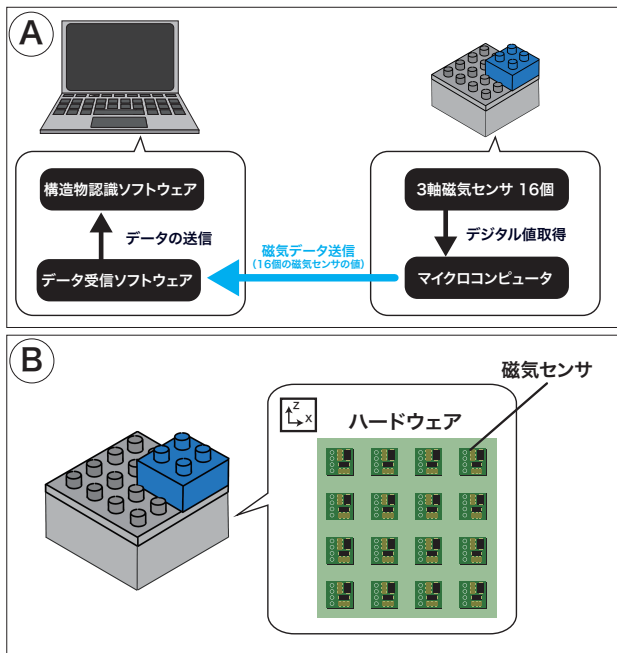 A
構造物認識ソフトウェア
データの送信
データ受信ソフトウェア
磁気データ送信
(16個の磁気センサの値)
3軸磁気センサ 16個
デジタル値取得
マイクロコンピュータ
B
磁気センサ
z
x
ハードウェア